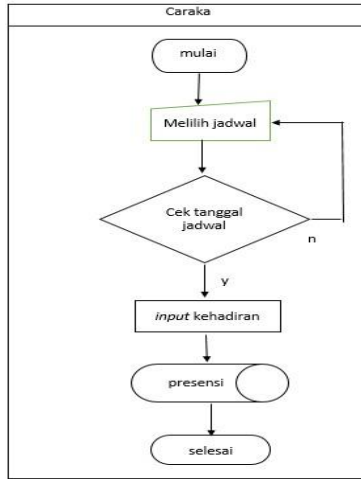 Caraka
mulai
Melilih jadwal
Cek tanggal
jadwal
n
y
input kehadiran
presensi
selesai